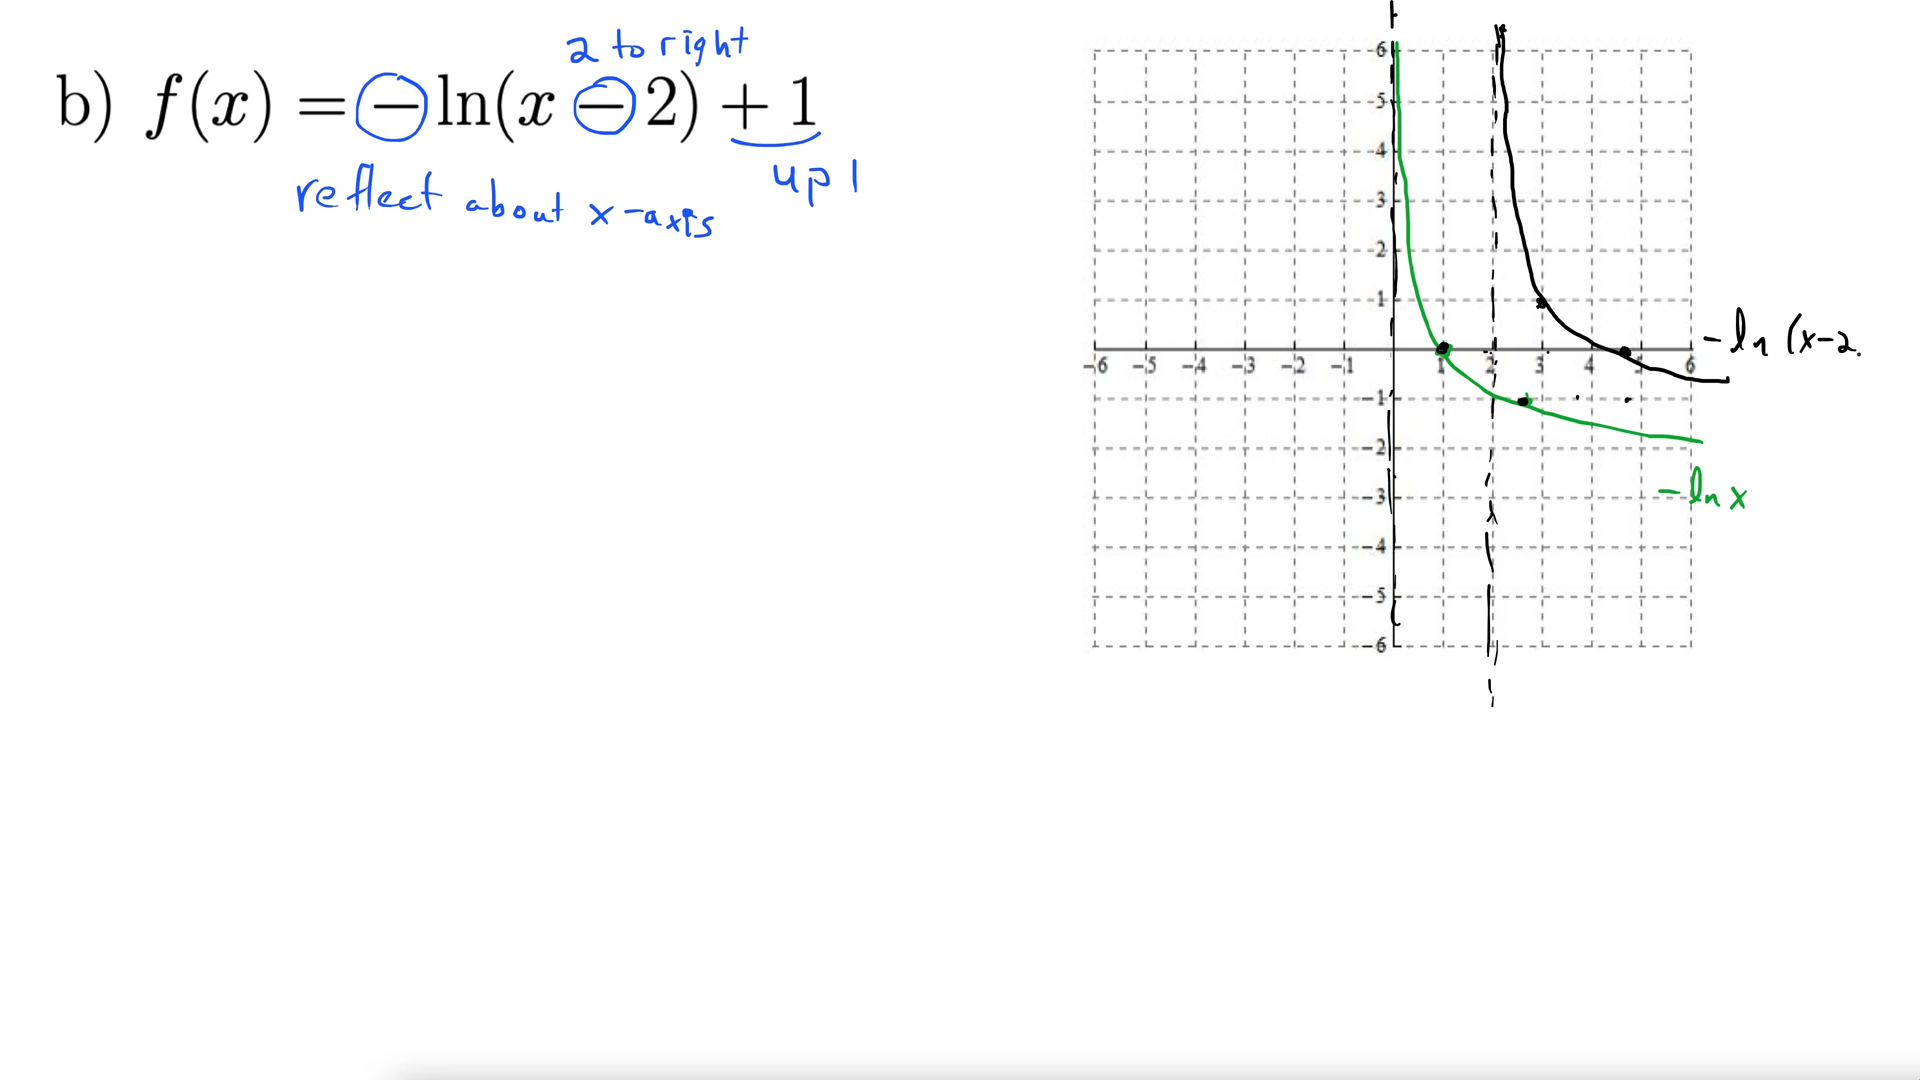 2 to right
b) f(x) = − ln(x − 2) + 1
up 1
reflect about x-axis
6
5
4
3
2
1
-6 -5 -4 -3 -2 -1 1 2 3 4 5 6
-1
-2
-3
-4
-5
-6
-ln (x-2.
-ln x